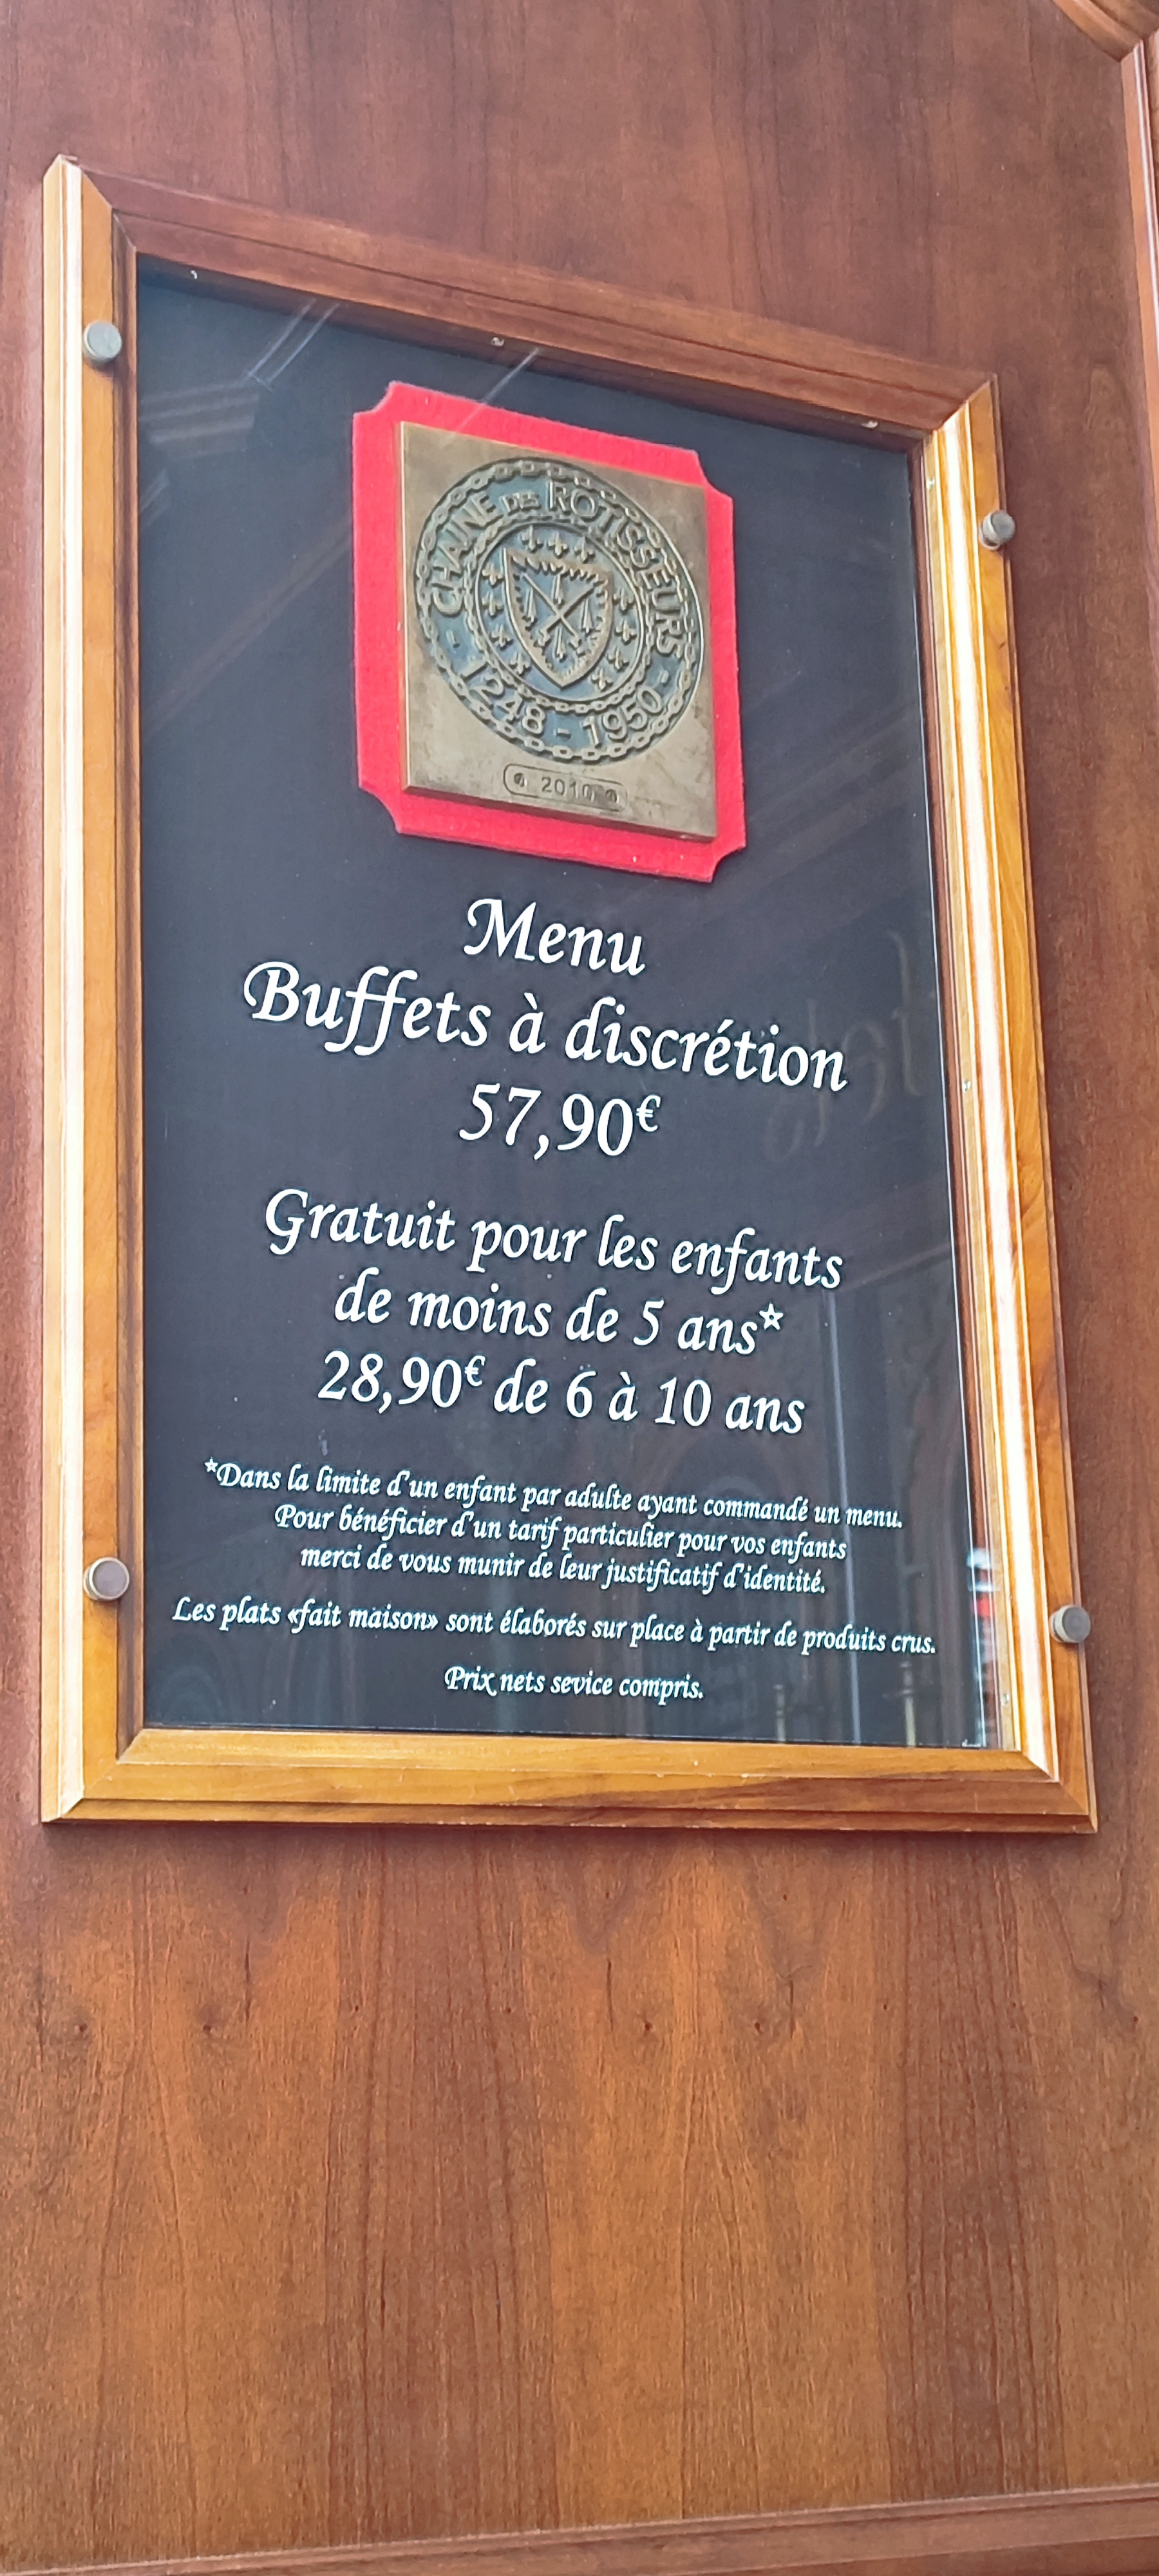 CHAINE DES ROTISSEURS
- 1248 - 1950 -
2010
Menu
Buffets à discrétion
57,90€
Gratuit pour les enfants
de moins de 5 ans*
28,90€ de 6 à 10 ans
*Dans la limite d'un enfant par adulte ayant commandé un menu.
Pour bénéficier d'un tarif particulier pour vos enfants
merci de vous munir de leur justificatif d'identité.
Les plats «fait maison» sont élaborés sur place à partir de produits crus.
Prix nets sevice compris.